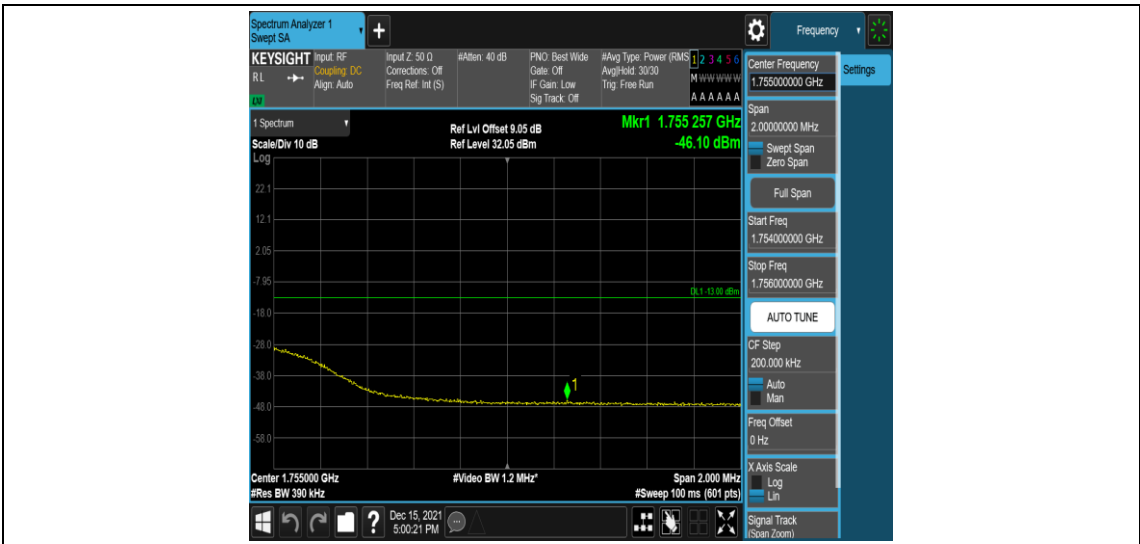 Spectrum Analyzer 1
Swept SA
+
Frequency
KEYSIGHT
RL
LXI
Input: RF
Coupling: DC
Align: Auto
Input Z: 50 Ω
Corrections: Off
Freq Ref: Int (S)
#Atten: 40 dB
PNO: Best Wide
Gate: Off
IF Gain: Low
Sig Track: Off
#Avg Type: Power (RMS
Avg|Hold: 30/30
Trig: Free Run
1 2 3 4 5 6
M W W W W W
A A A A A A
1 Spectrum
Scale/Div 10 dB
Log
Ref Lvl Offset 9.05 dB
Ref Level 32.05 dBm
Mkr1 1.755 257 GHz
-46.10 dBm
22.1
12.1
2.05
-7.95
DL1 -13.00 dBm
-18.0
-28.0
-38.0
1
-48.0
-58.0
Center 1.755000 GHz
#Res BW 390 kHz
#Video BW 1.2 MHz*
Span 2.000 MHz
#Sweep 100 ms (601 pts)
?
Dec 15, 2021
5:00:21 PM
Center Frequency
1.755000000 GHz
Settings
Span
2.00000000 MHz
Swept Span
Zero Span
Full Span
Start Freq
1.754000000 GHz
Stop Freq
1.756000000 GHz
AUTO TUNE
CF Step
200.000 kHz
Auto
Man
Freq Offset
0 Hz
X Axis Scale
Log
Lin
Signal Track
(Span Zoom)